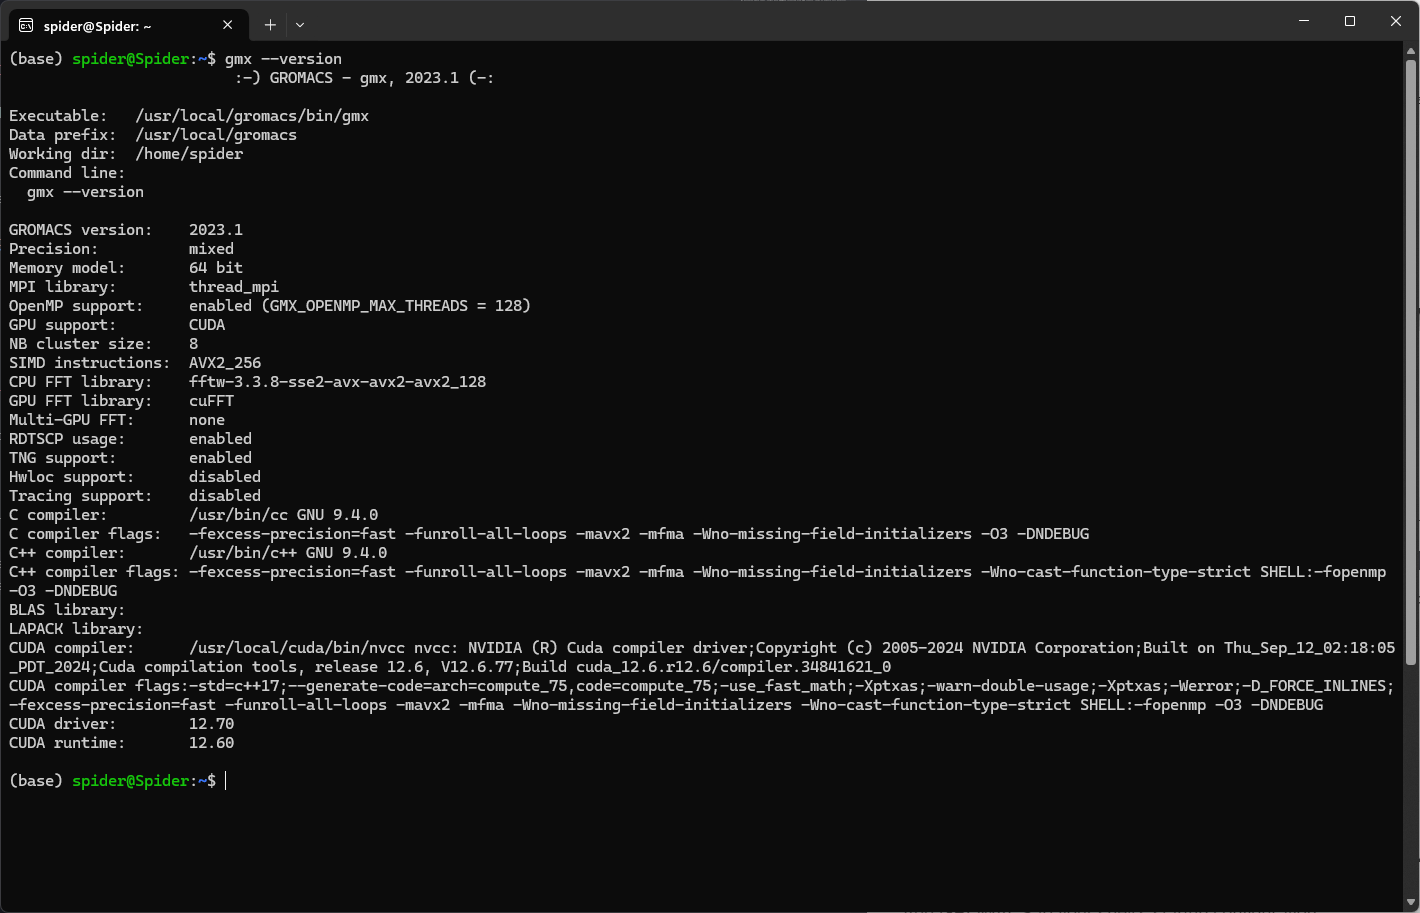 spider@Spider: ~
(base) spider@Spider:~$ gmx --version
:-) GROMACS - gmx, 2023.1 (-:
Executable:   /usr/local/gromacs/bin/gmx
Data prefix:  /usr/local/gromacs
Working dir:  /home/spider
Command line:
  gmx --version
GROMACS version:    2023.1
Precision:          mixed
Memory model:       64 bit
MPI library:        thread_mpi
OpenMP support:     enabled (GMX_OPENMP_MAX_THREADS = 128)
GPU support:        CUDA
NB cluster size:    8
SIMD instructions:  AVX2_256
CPU FFT library:    fftw-3.3.8-sse2-avx-avx2-avx2_128
GPU FFT library:    cuFFT
Multi-GPU FFT:      none
RDTSCP usage:       enabled
TNG support:        enabled
Hwloc support:      disabled
Tracing support:    disabled
C compiler:         /usr/bin/cc GNU 9.4.0
C compiler flags:   -fexcess-precision=fast -funroll-all-loops -mavx2 -mfma -Wno-missing-field-initializers -O3 -DNDEBUG
C++ compiler:       /usr/bin/c++ GNU 9.4.0
C++ compiler flags: -fexcess-precision=fast -funroll-all-loops -mavx2 -mfma -Wno-missing-field-initializers -Wno-cast-function-type-strict SHELL:-fopenmp
-O3 -DNDEBUG
BLAS library:
LAPACK library:
CUDA compiler:      /usr/local/cuda/bin/nvcc nvcc: NVIDIA (R) Cuda compiler driver;Copyright (c) 2005-2024 NVIDIA Corporation;Built on Thu_Sep_12_02:18:05
_PDT_2024;Cuda compilation tools, release 12.6, V12.6.77;Build cuda_12.6.r12.6/compiler.34841621_0
CUDA compiler flags:-std=c++17;--generate-code=arch=compute_75,code=compute_75;-use_fast_math;-Xptxas;-warn-double-usage;-Xptxas;-Werror;-D_FORCE_INLINES;
-fexcess-precision=fast -funroll-all-loops -mavx2 -mfma -Wno-missing-field-initializers -Wno-cast-function-type-strict SHELL:-fopenmp -O3 -DNDEBUG
CUDA driver:        12.70
CUDA runtime:       12.60
(base) spider@Spider:~$